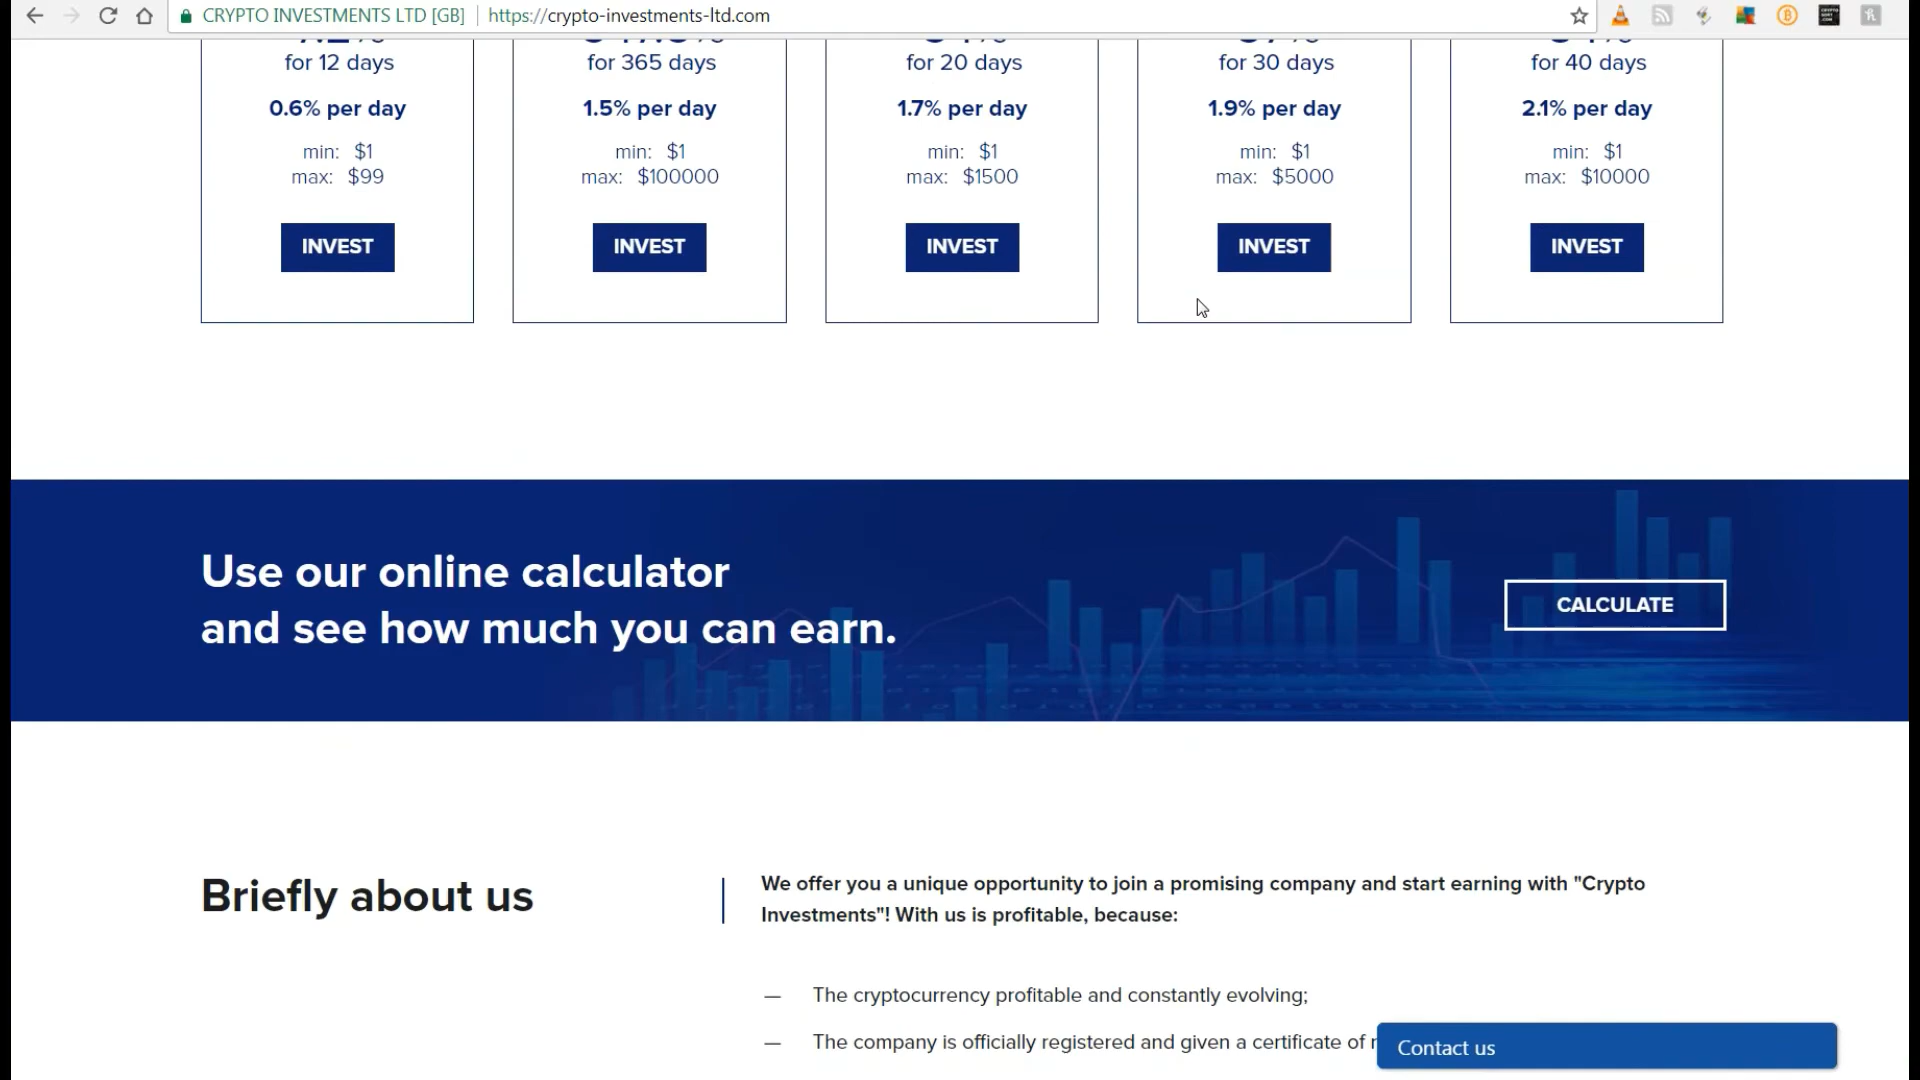 CRYPTO INVESTMENTS LTD [GB] https://crypto-investments-ltd.com
for 12 days
0.6% per day
min: $1
max: $99
INVEST
for 365 days
1.5% per day
min: $1
max: $100000
INVEST
for 20 days
1.7% per day
min: $1
max: $1500
INVEST
for 30 days
1.9% per day
min: $1
max: $5000
INVEST
for 40 days
2.1% per day
min: $1
max: $10000
INVEST
Use our online calculator
and see how much you can earn.
CALCULATE
Briefly about us
We offer you a unique opportunity to join a promising company and start earning with "Crypto
Investments"! With us is profitable, because:
— The cryptocurrency profitable and constantly evolving;
— The company is officially registered and given a certificate of
Contact us